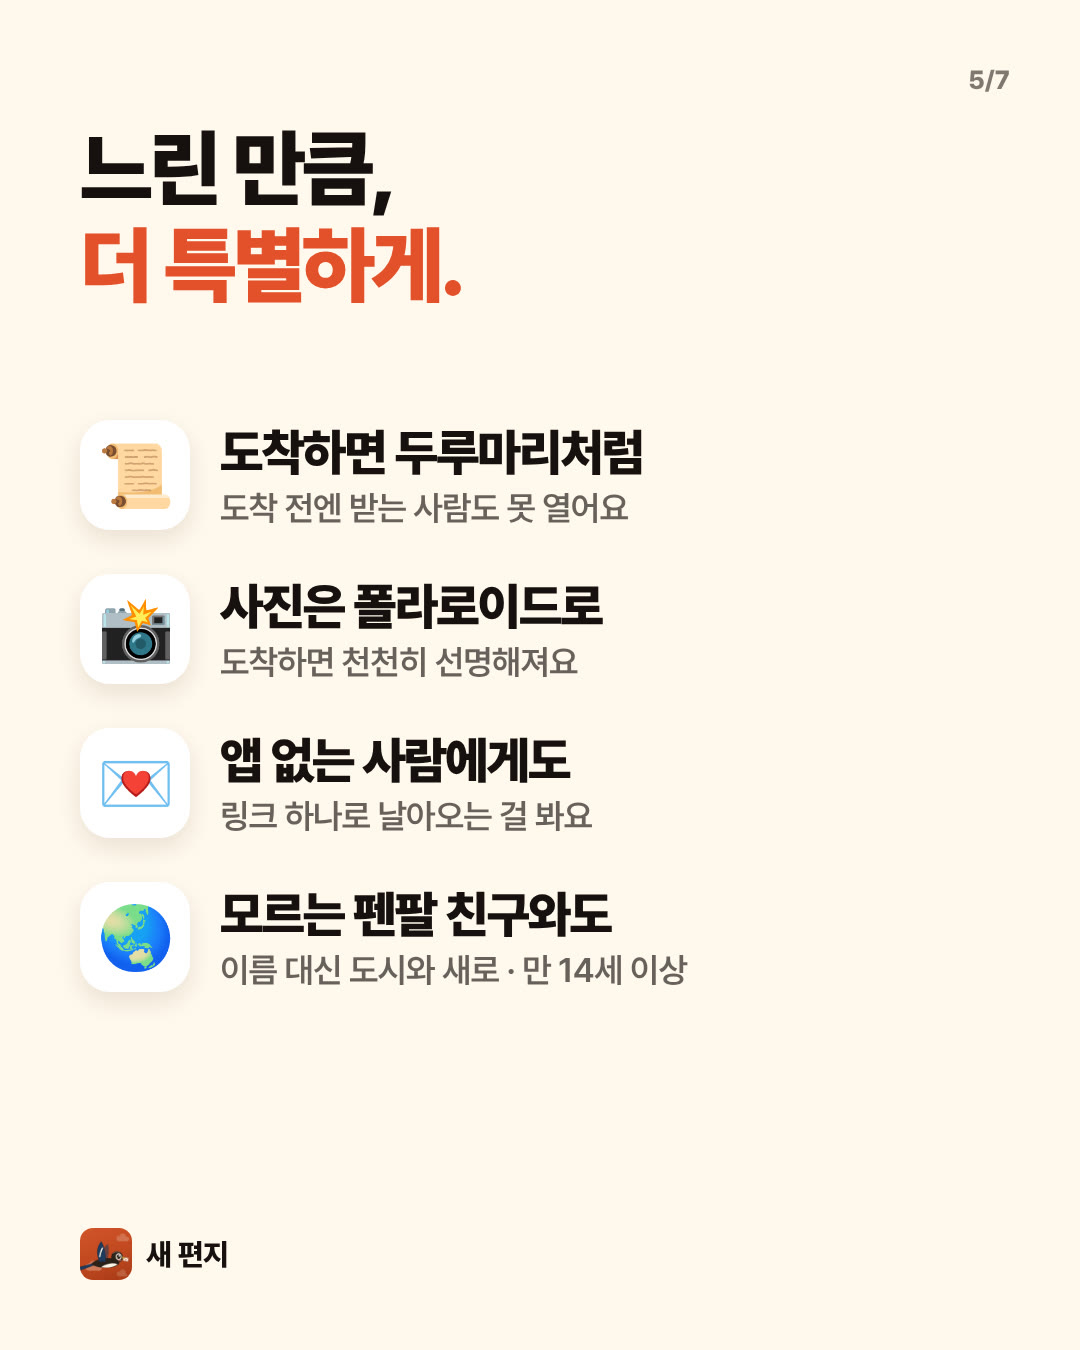 5/7
느린 만큼,
더 특별하게.
도착하면 두루마리처럼
도착 전엔 받는 사람도 못 열어요
사진은 폴라로이드로
도착하면 천천히 선명해져요
앱 없는 사람에게도
링크 하나로 날아오는 걸 봐요
모르는 펜팔 친구와도
이름 대신 도시와 새로 · 만 14세 이상
새 편지